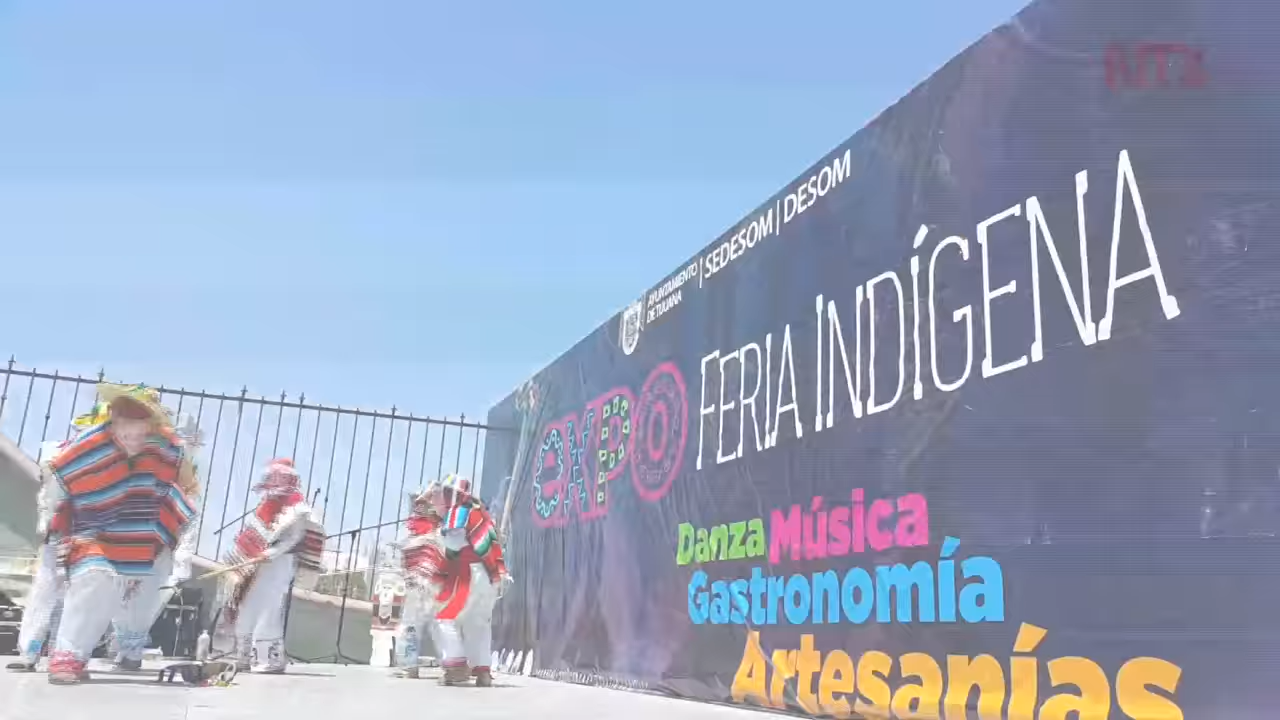 AYUNTAMIENTO
DE TIJUANA
SEDESOM | DESOM
eXPO
FERIA INDÍGENA
Danza Música
Gastronomía
Artesanías